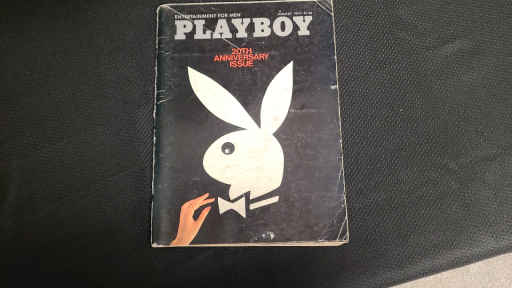 ENTERTAINMENT FOR MEN
PLAYBOY
20TH
ANNIVERSARY
ISSUE